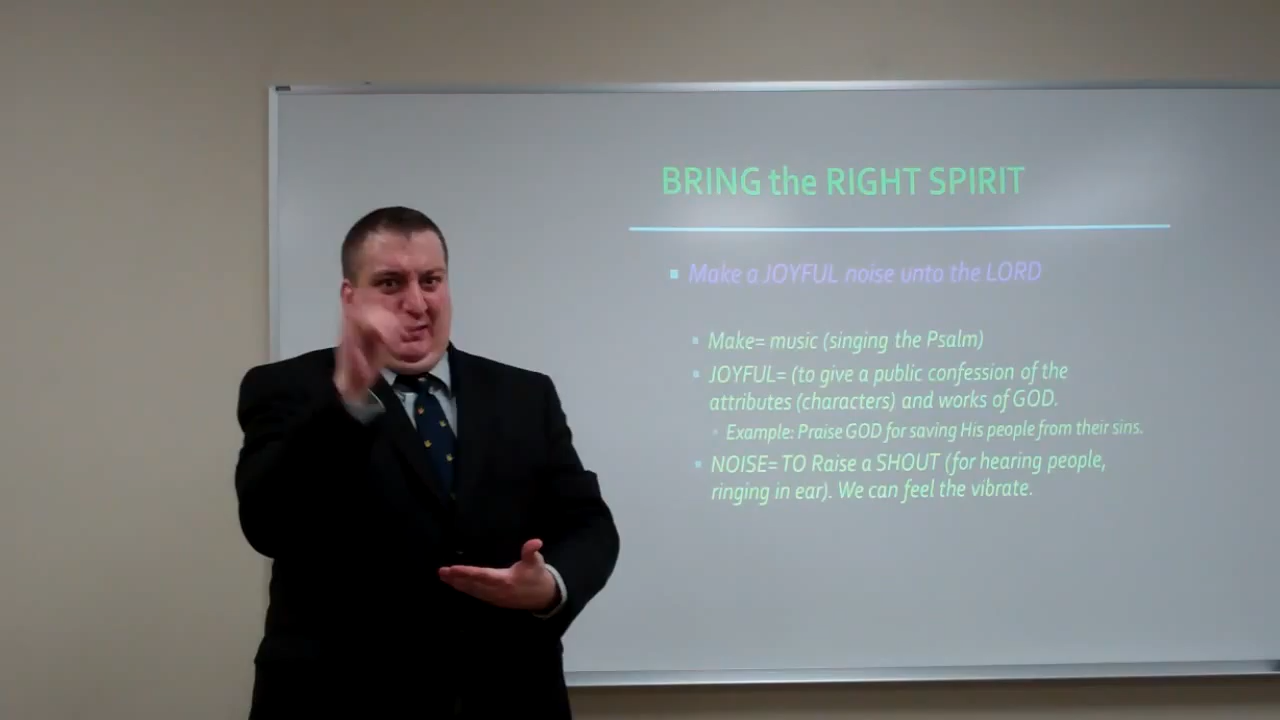 BRING the RIGHT SPIRIT
Make a JOYFUL noise unto the LORD
Make= music (singing the Psalm)
JOYFUL= (to give a public confession of the
attributes (characters) and works of GOD.
Example: Praise GOD for saving His people from their sins.
NOISE= TO Raise a SHOUT (for hearing people,
ringing in ear). We can feel the vibrate.